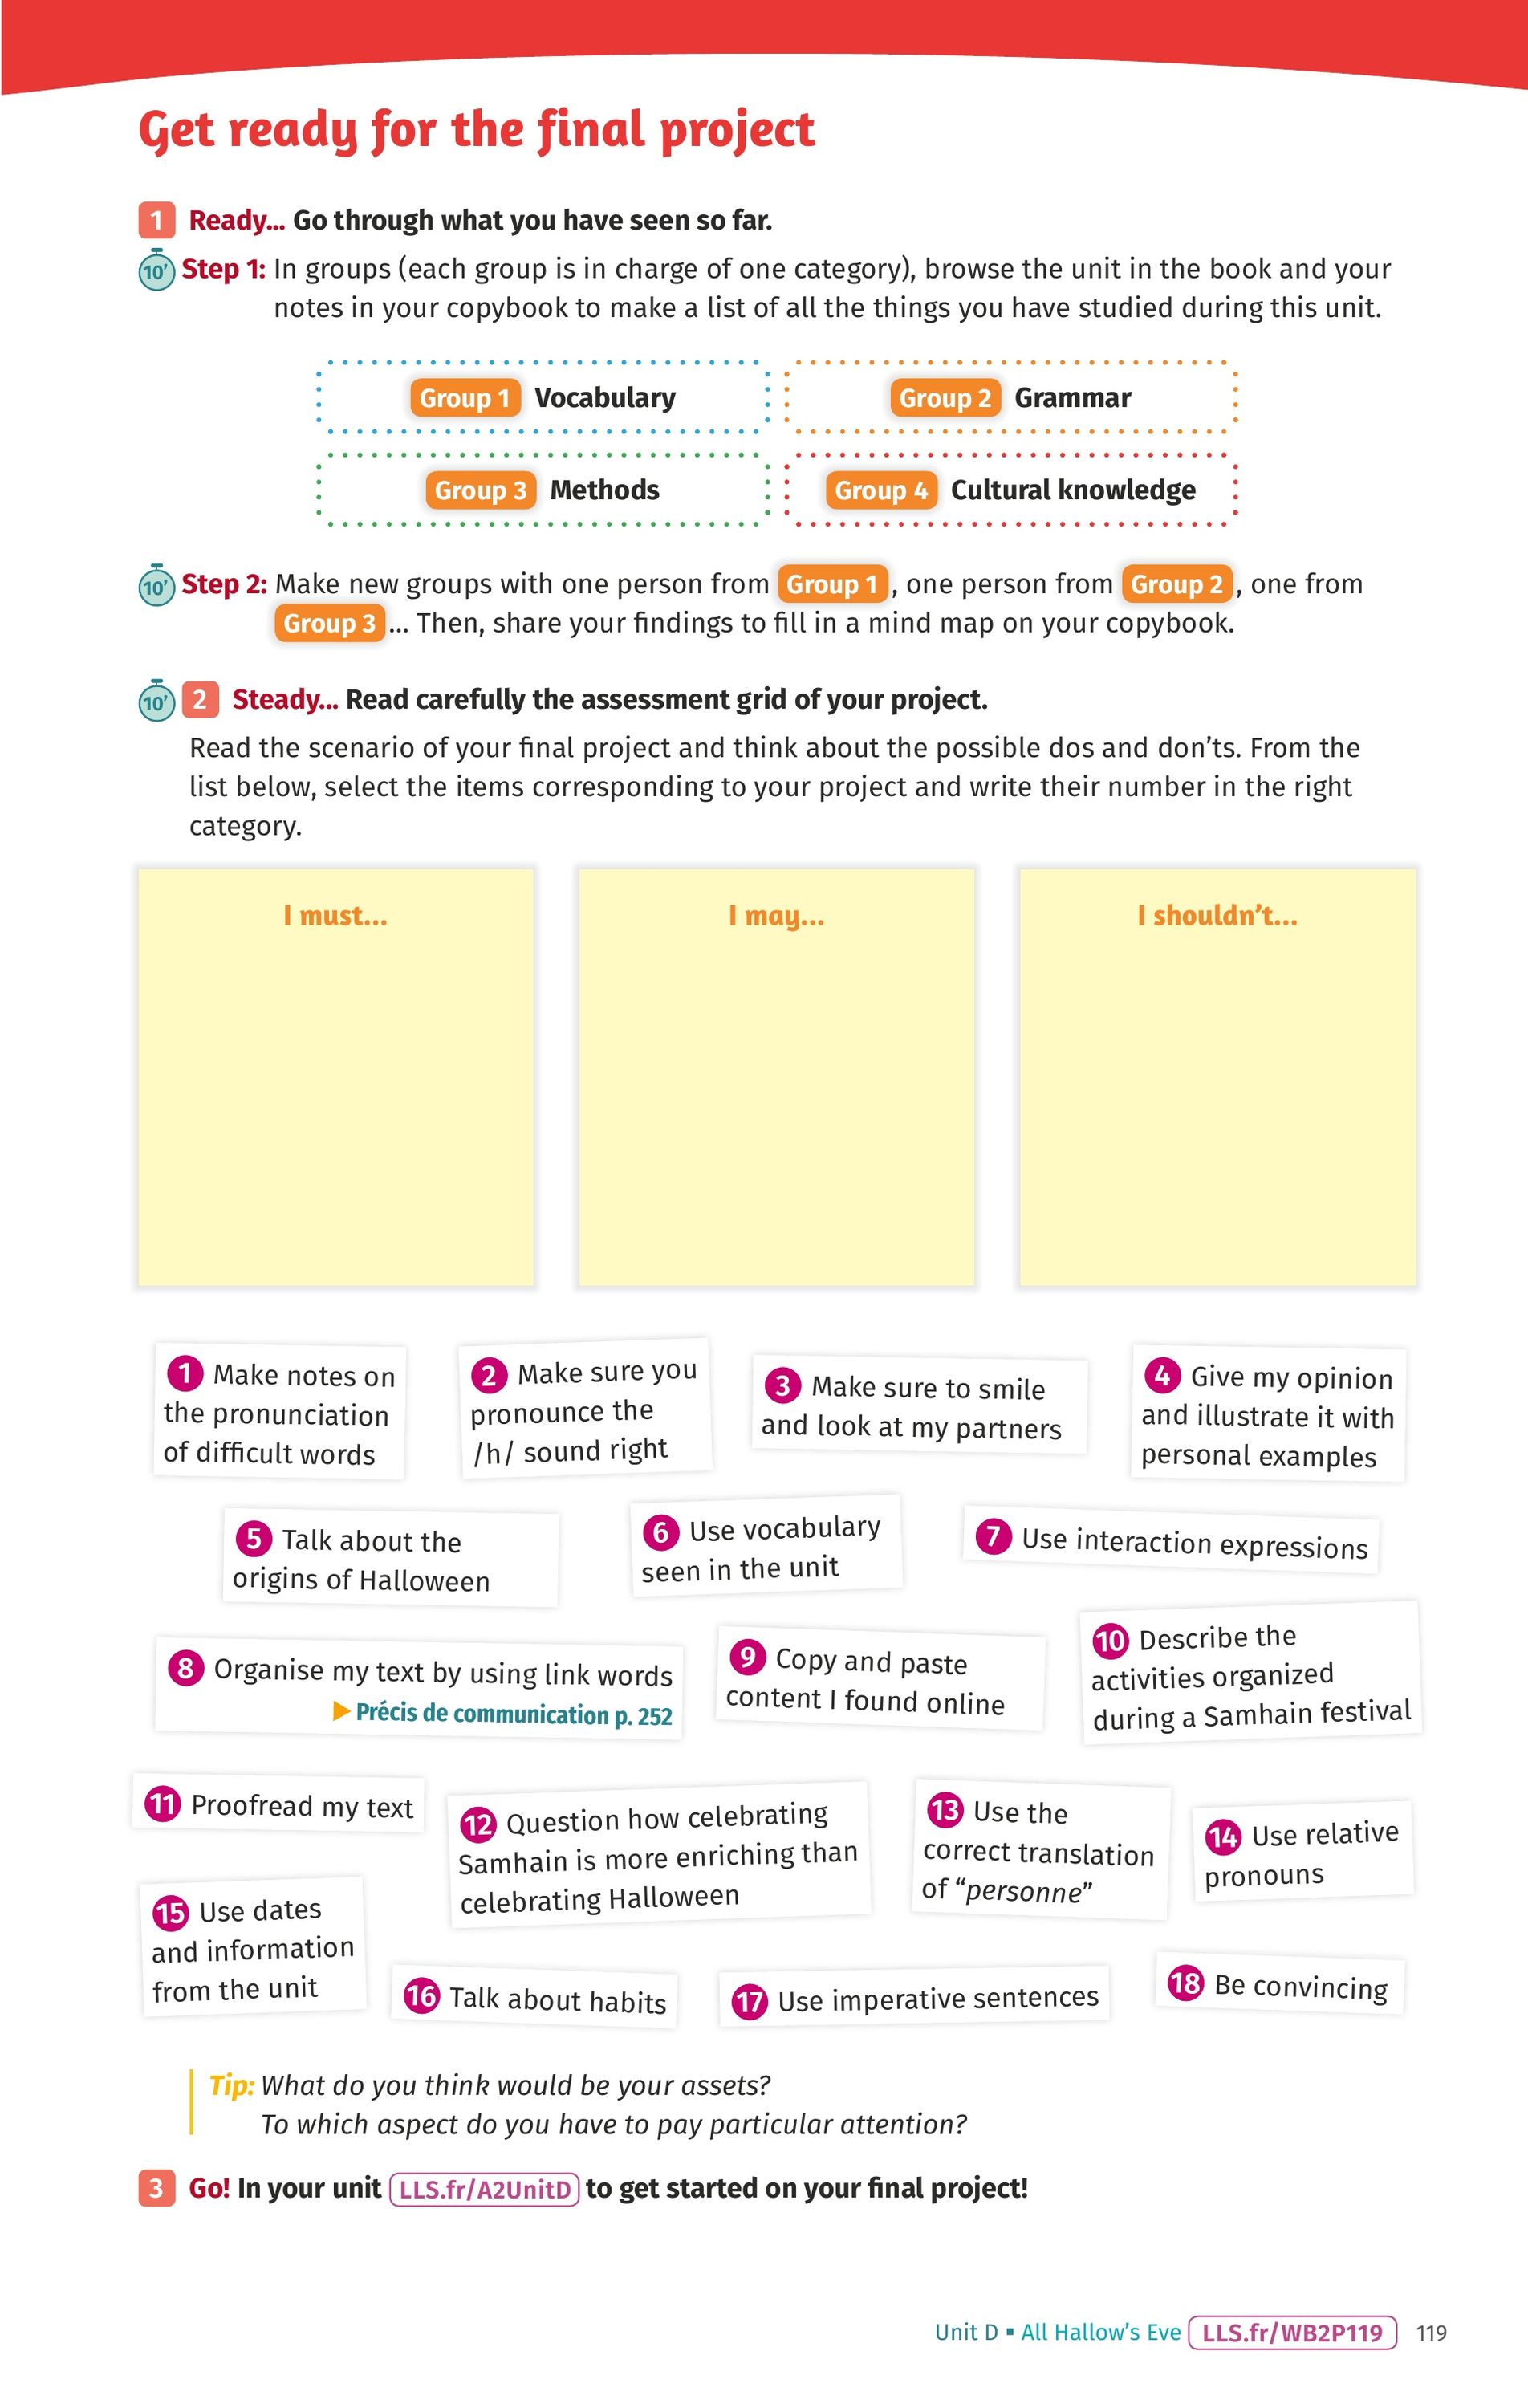 Get ready for the final project
1 Ready... Go through what you have seen so far.
10’ Step 1: In groups (each group is in charge of one category), browse the unit in the book and your
notes in your copybook to make a list of all the things you have studied during this unit.
Group 1 Vocabulary
Group 2 Grammar
Group 3 Methods
Group 4 Cultural knowledge
10’ Step 2: Make new groups with one person from Group 1, one person from Group 2, one from
Group 3... Then, share your findings to fill in a mind map on your copybook.
10’ 2 Steady... Read carefully the assessment grid of your project.
Read the scenario of your final project and think about the possible dos and don’ts. From the
list below, select the items corresponding to your project and write their number in the right
category.
I must...
I may...
I shouldn’t...
1 Make notes on
the pronunciation
of difficult words
2 Make sure you
pronounce the
/h/ sound right
3 Make sure to smile
and look at my partners
4 Give my opinion
and illustrate it with
personal examples
5 Talk about the
origins of Halloween
6 Use vocabulary
seen in the unit
7 Use interaction expressions
8 Organise my text by using link words
▶ Précis de communication p. 252
9 Copy and paste
content I found online
10 Describe the
activities organized
during a Samhain festival
11 Proofread my text
12 Question how celebrating
Samhain is more enriching than
celebrating Halloween
13 Use the
correct translation
of “personne”
14 Use relative
pronouns
15 Use dates
and information
from the unit
16 Talk about habits
17 Use imperative sentences
18 Be convincing
Tip: What do you think would be your assets?
To which aspect do you have to pay particular attention?
3 Go! In your unit LLS.fr/A2UnitD to get started on your final project!
Unit D ▪ All Hallow’s Eve LLS.fr/WB2P119 119